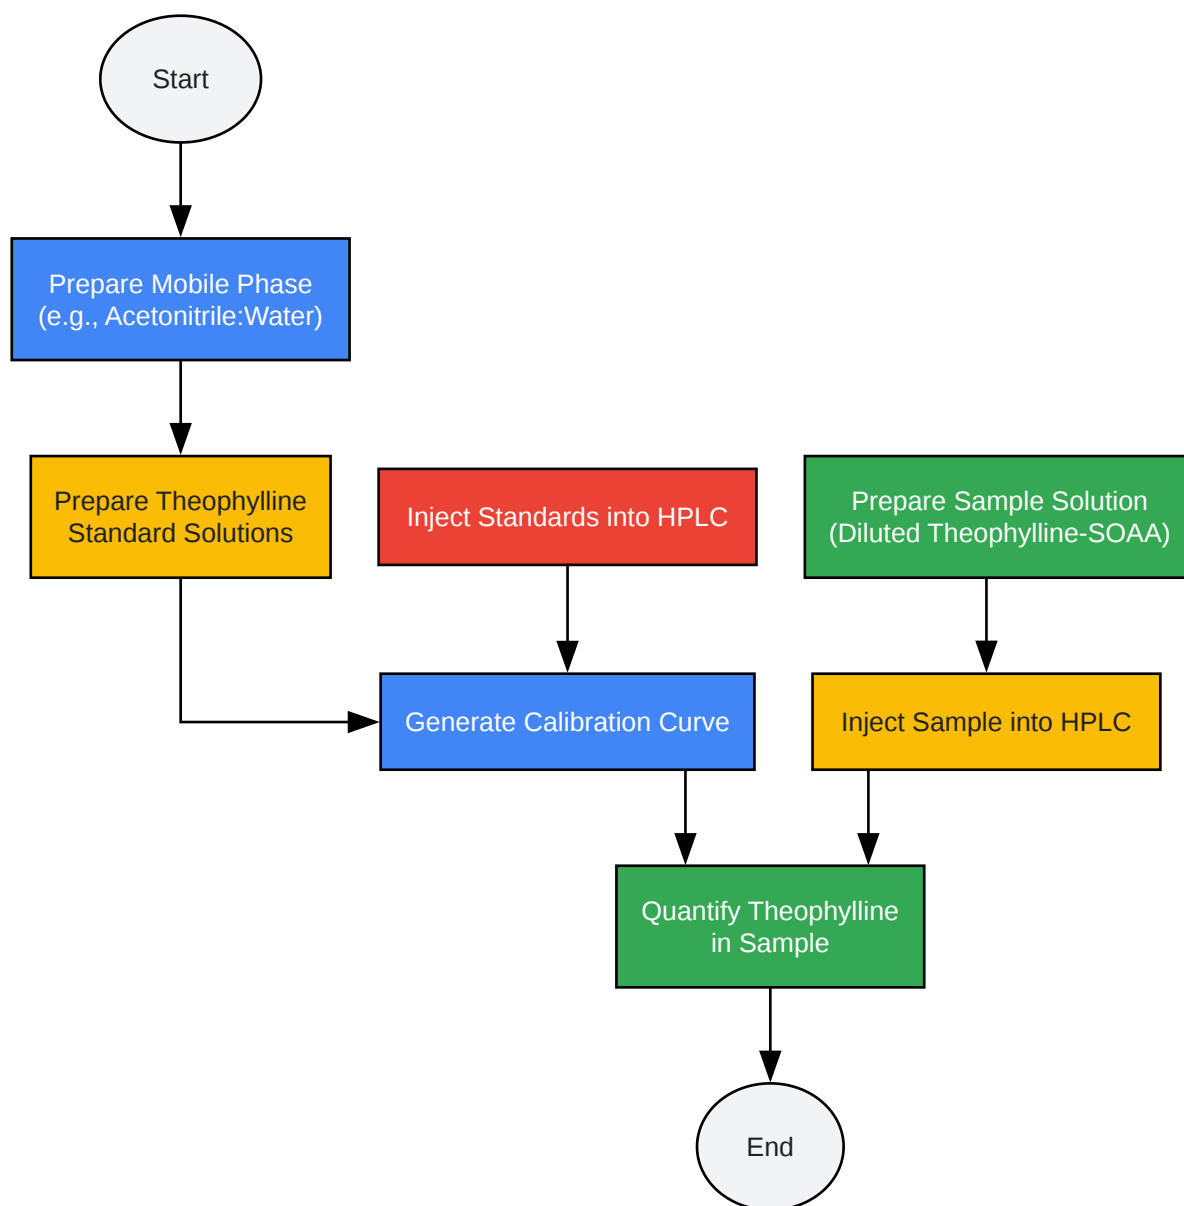 Start
Prepare Mobile Phase
(e.g., Acetonitrile:Water)
Prepare Theophylline
Standard Solutions
Inject Standards into HPLC
Prepare Sample Solution
(Diluted Theophylline-SOAA)
Generate Calibration Curve
Inject Sample into HPLC
Quantify Theophylline
in Sample
End